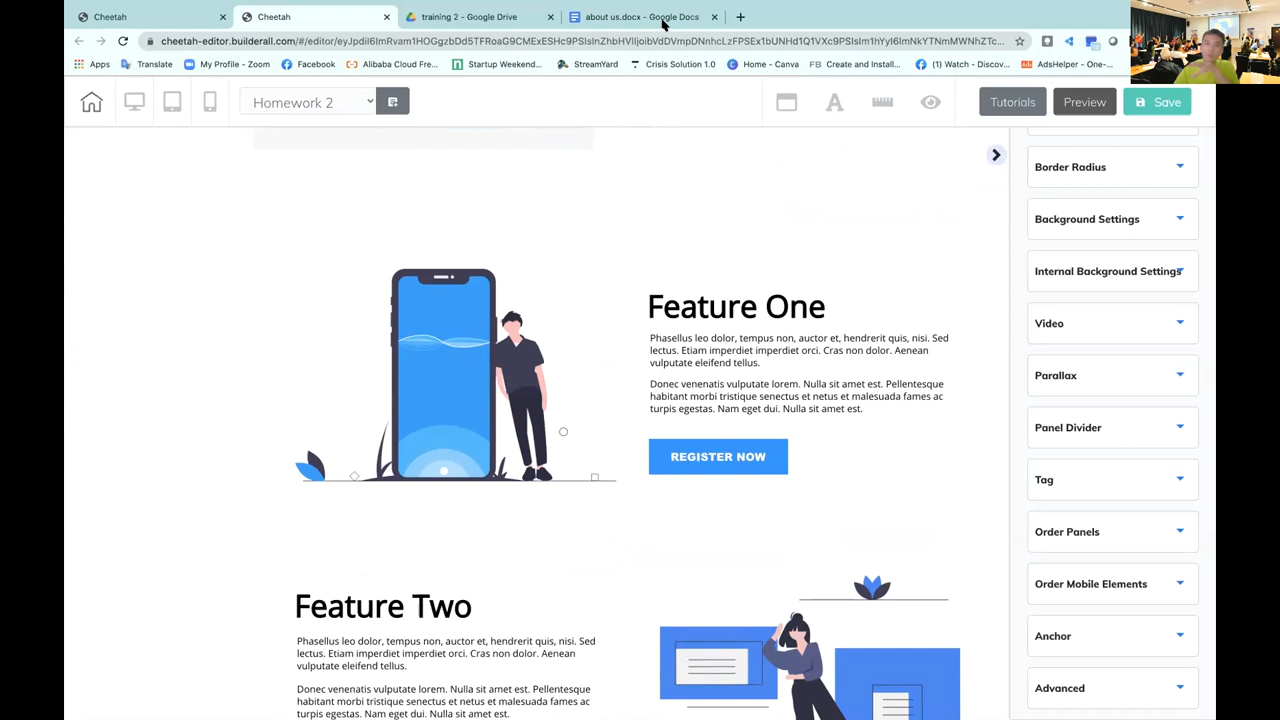 Cheetah
Cheetah
training 2 - Google Drive
about us.docx - Google Docs
cheetah-editor.builderall.com/#/editor/
Apps
Translate
My Profile - Zoom
Facebook
Alibaba Cloud Fre...
Startup Weekend...
StreamYard
Crisis Solution 1.0
Home - Canva
FB Create and Install...
(1) Watch - Discov...
AdsHelper - One-...
Homework 2
Tutorials
Preview
Save
Border Radius
Background Settings
Internal Background Settings
Video
Parallax
Panel Divider
Tag
Order Panels
Order Mobile Elements
Anchor
Advanced
Feature One
Phasellus leo dolor, tempus non, auctor et, hendrerit quis, nisi. Sed
lectus. Etiam imperdiet imperdiet orci. Cras non dolor. Aenean
vulputate eleifend tellus.
Donec venenatis vulputate lorem. Nulla sit amet est. Pellentesque
habitant morbi tristique senectus et netus et malesuada fames ac
turpis egestas. Nam eget dui. Nulla sit amet est.
REGISTER NOW
Feature Two
Phasellus leo dolor, tempus non, auctor et, hendrerit quis, nisi. Sed
lectus. Etiam imperdiet imperdiet orci. Cras non dolor. Aenean
vulputate eleifend tellus.
Donec venenatis vulputate lorem. Nulla sit amet est. Pellentesque
habitant morbi tristique senectus et netus et malesuada fames ac
turpis egestas. Nam eget dui. Nulla sit amet est.